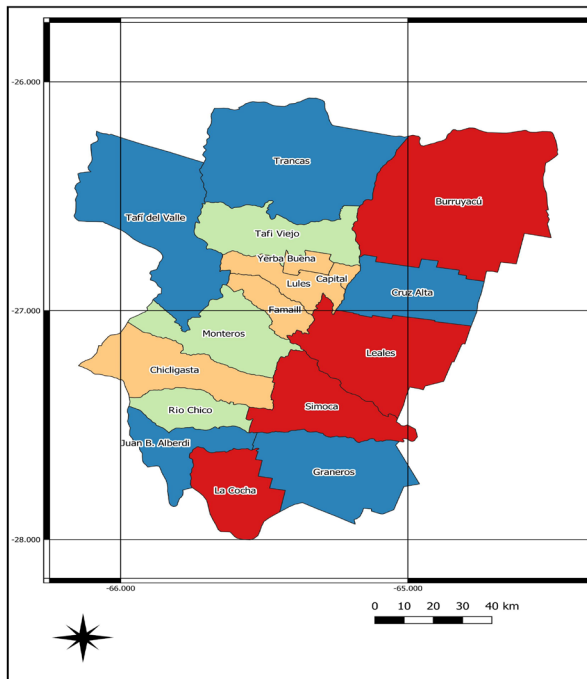 -26.000
Trancas
Burruyacú
Tafí del Valle
Tafi Viejo
Yerba Buena
Capital
Lules
Cruz Alta
-27.000
Famaill
Monteros
Leales
Chicligasta
Simoca
Rio Chico
Juan B. Alberdi
Graneros
La Cocha
-28.000
-66.000
-65.000
0 10 20 30 40 km